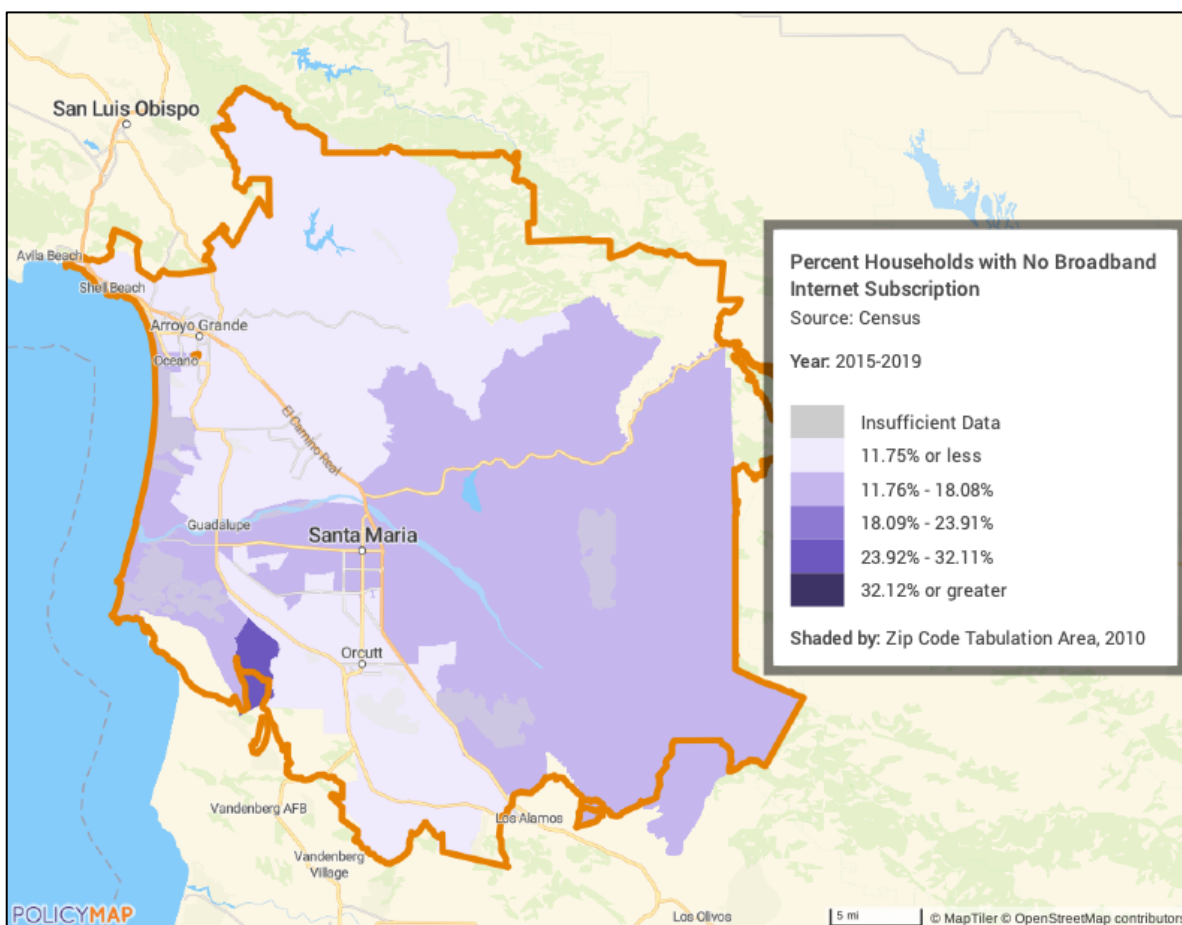 San Luis Obispo
Avila Beach
Shell Beach
Arroyo Grande
Oceano
El Camino Real
Guadalupe
Santa Maria
Orcutt
Vandenberg AFB
Los Alamos
Vandenberg
Village
Los Olivos
Percent Households with No Broadband
Internet Subscription
Source: Census
Year: 2015-2019
Insufficient Data
11.75% or less
11.76% - 18.08%
18.09% - 23.91%
23.92% - 32.11%
32.12% or greater
Shaded by: Zip Code Tabulation Area, 2010
POLICYMAP
5 mi
© MapTiler © OpenStreetMap contributors